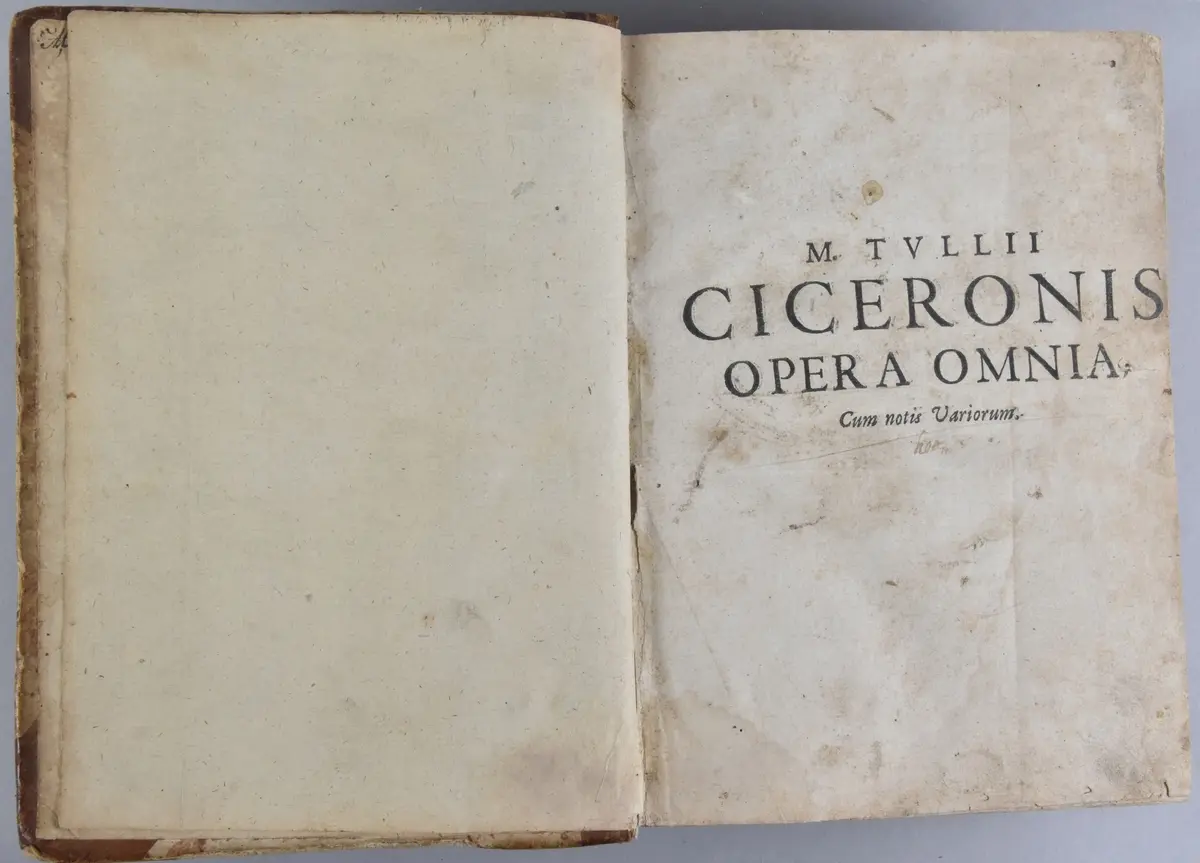 M. TVLLII
CICERONIS
OPERA OMNIA,
Cum notis Variorum.